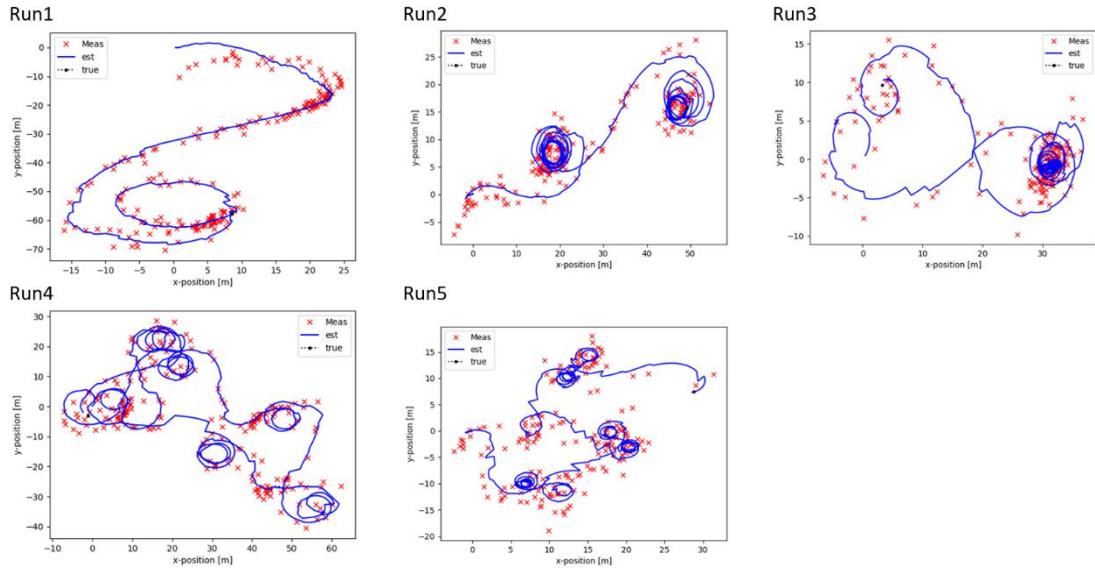 Run1
Run2
Run3
Meas
est
true
0
−10
−20
−30
−40
−50
−60
−70
y-position [m]
−15
−10
−5
0
5
10
15
20
25
x-position [m]
Meas
est
true
25
20
15
10
5
0
−5
y-position [m]
0
10
20
30
40
50
x-position [m]
Meas
est
true
15
10
5
0
−5
−10
y-position [m]
0
10
20
30
x-position [m]
Run4
Run5
Meas
est
true
30
20
10
0
−10
−20
−30
−40
y-position [m]
−10
0
10
20
30
40
50
60
x-position [m]
Meas
est
true
15
10
5
0
−5
−10
−15
−20
y-position [m]
0
5
10
15
20
25
30
x-position [m]